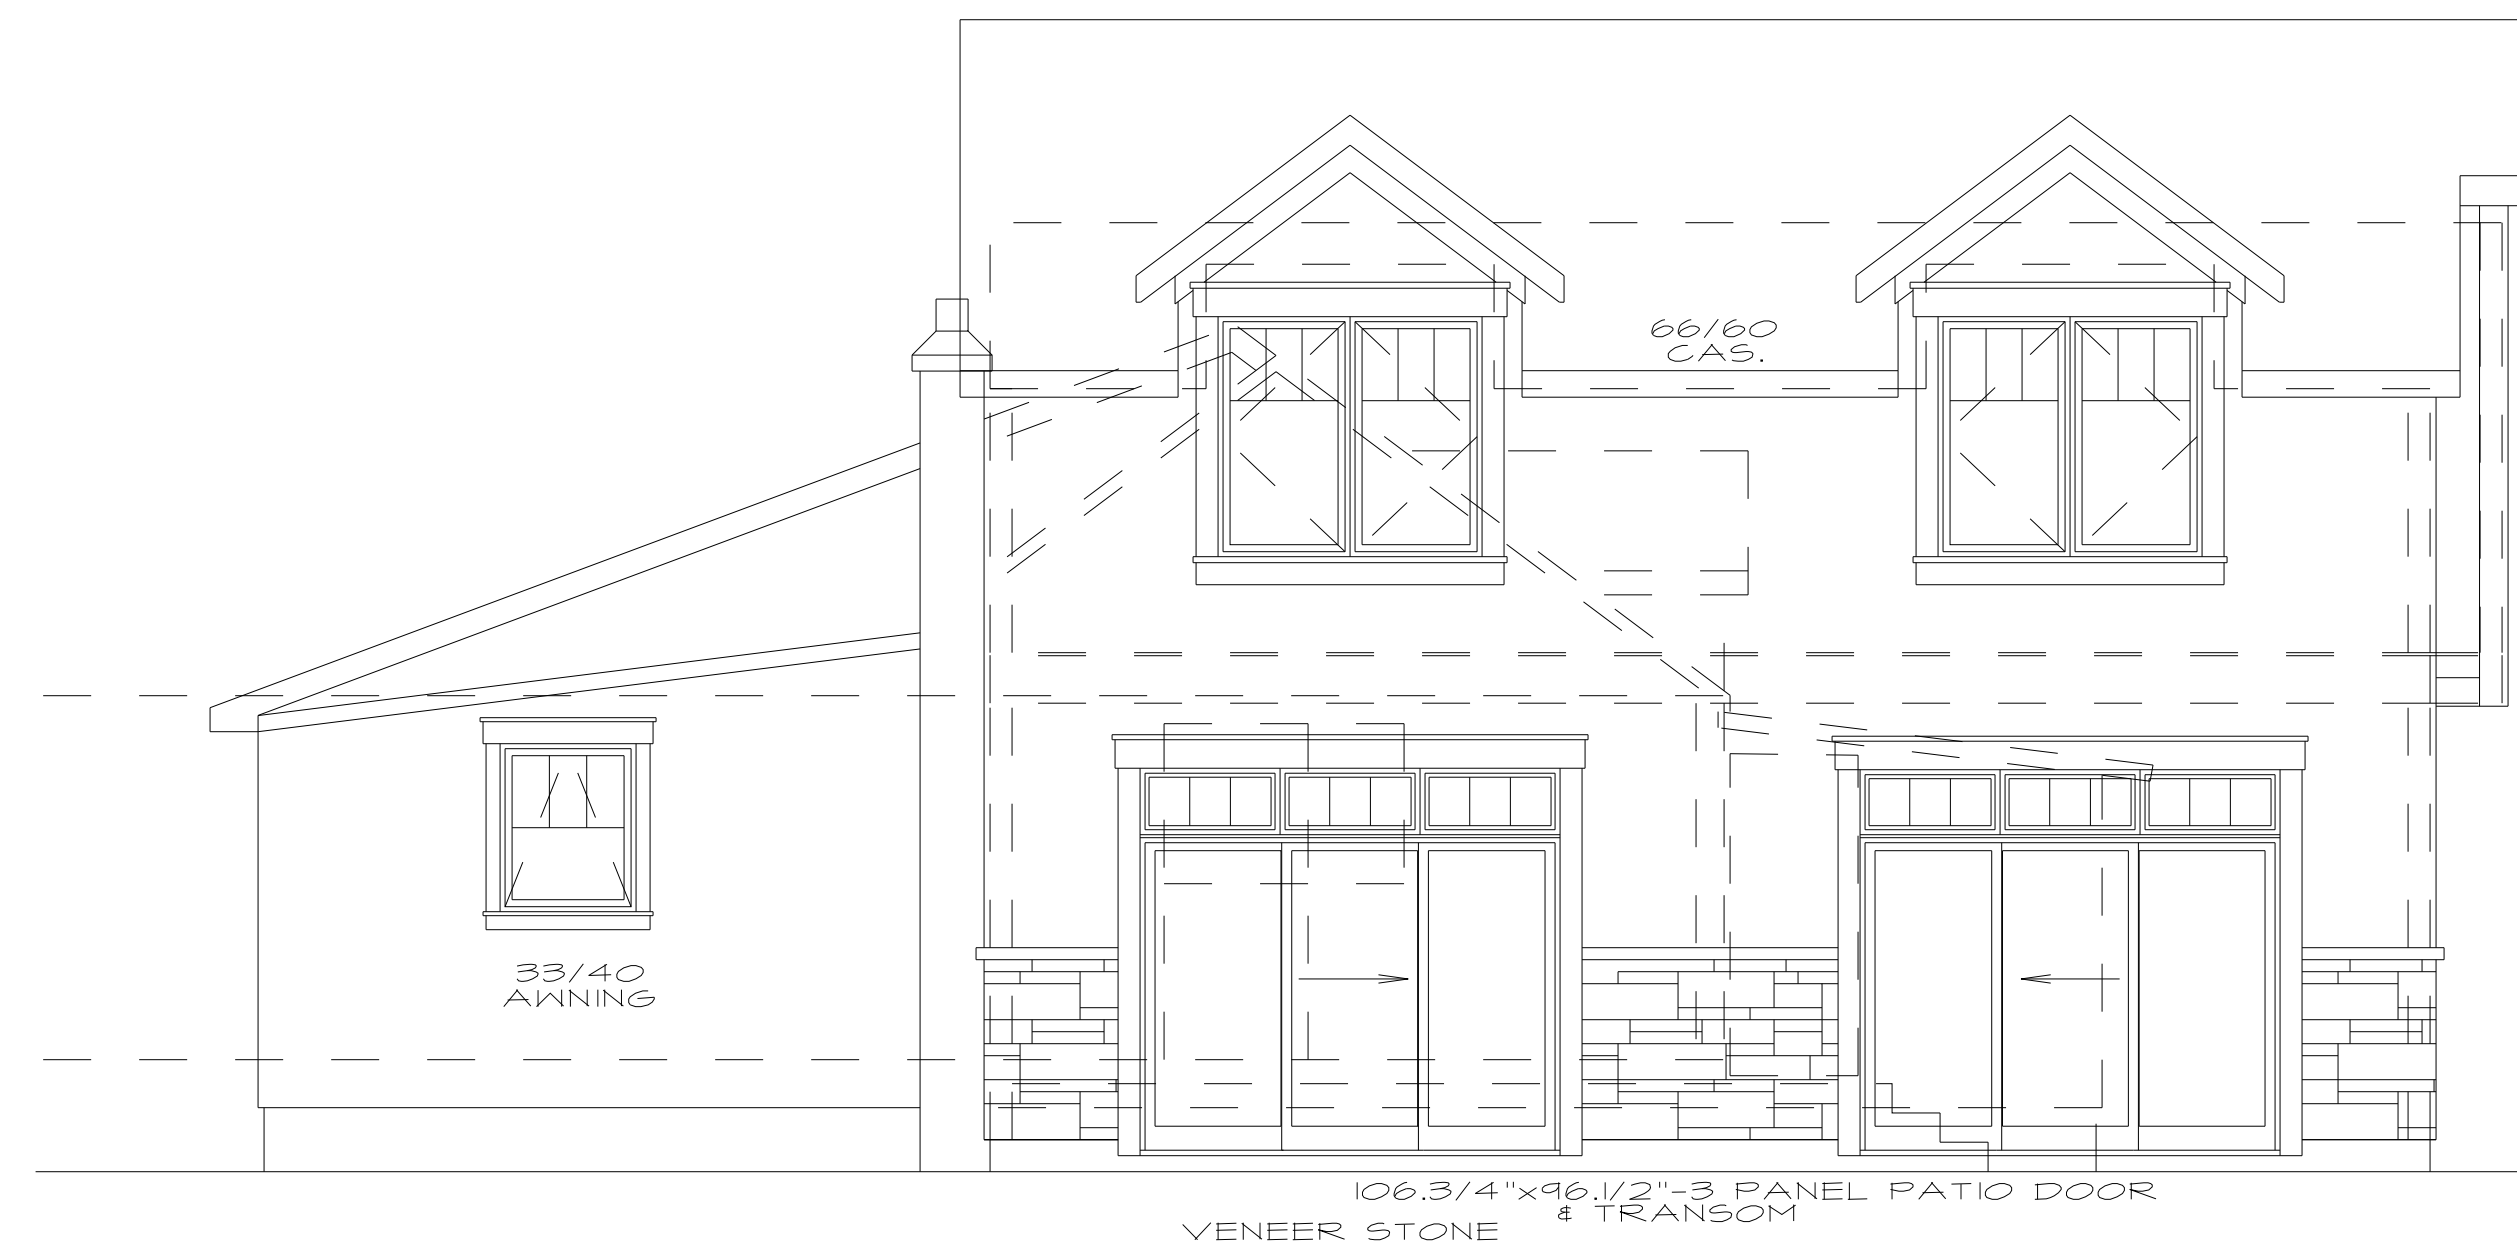 66/60
CAS.
33/40
AWNING
106.3/4"x96.1/2"-3 PANEL PATIO DOOR
& TRANSOM
VENEER STONE